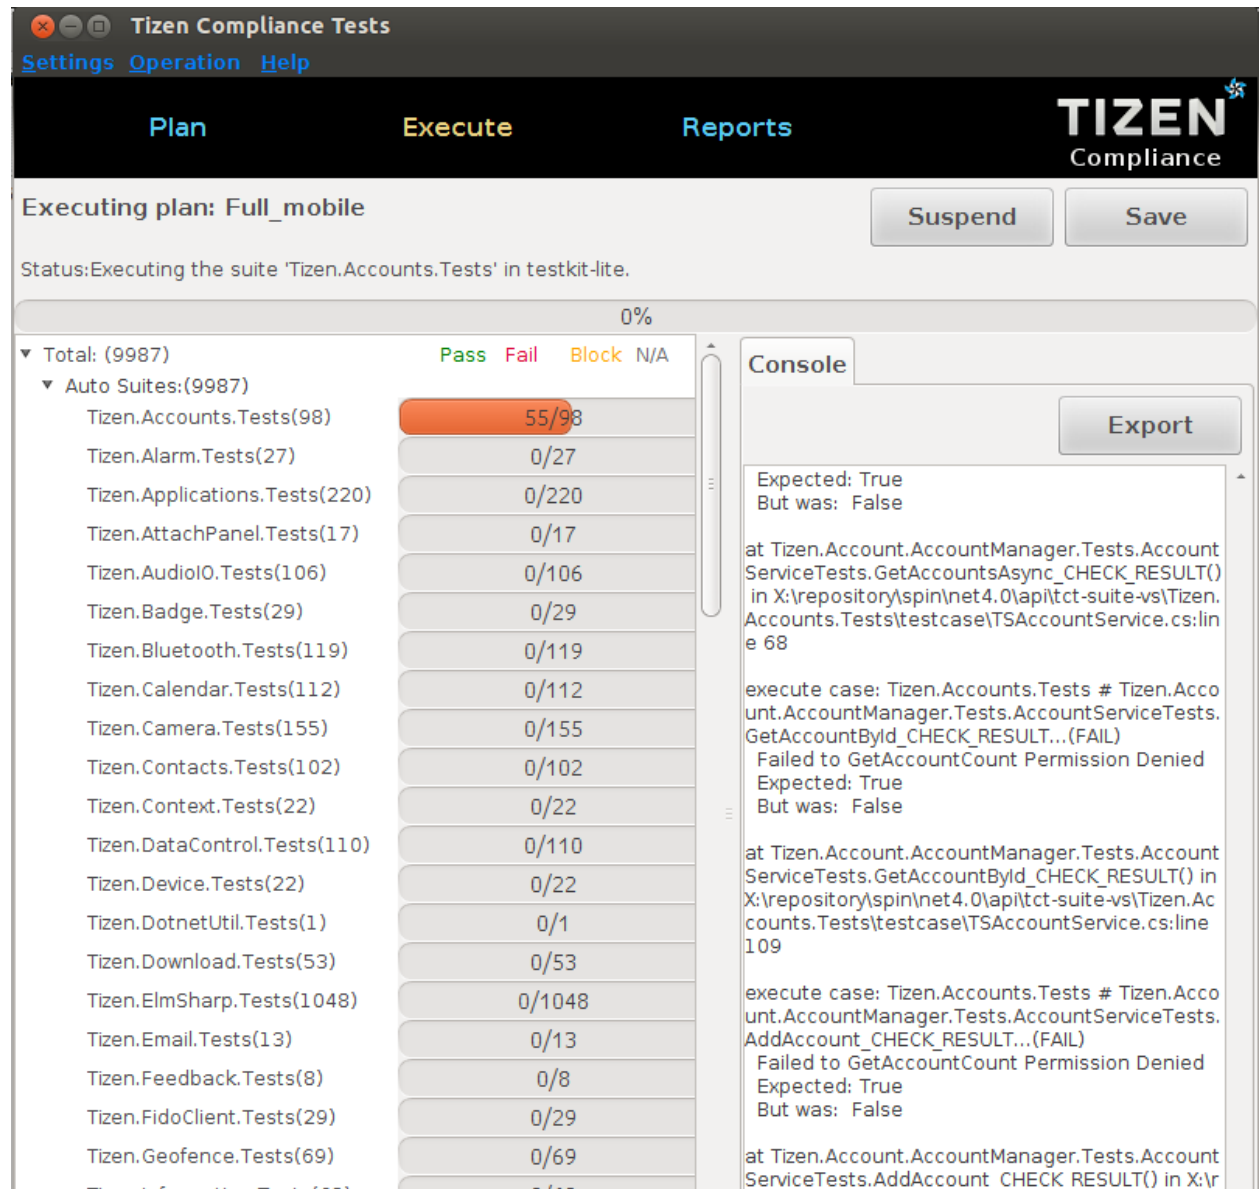 Tizen Compliance Tests
Settings Operation Help
Plan Execute Reports
TIZEN
Compliance
Executing plan: Full_mobile
Suspend Save
Status:Executing the suite 'Tizen.Accounts.Tests' in testkit-lite.
0%
Total: (9987) Pass Fail Block N/A
Auto Suites:(9987)
Tizen.Accounts.Tests(98) 55/98
Tizen.Alarm.Tests(27) 0/27
Tizen.Applications.Tests(220) 0/220
Tizen.AttachPanel.Tests(17) 0/17
Tizen.AudioIO.Tests(106) 0/106
Tizen.Badge.Tests(29) 0/29
Tizen.Bluetooth.Tests(119) 0/119
Tizen.Calendar.Tests(112) 0/112
Tizen.Camera.Tests(155) 0/155
Tizen.Contacts.Tests(102) 0/102
Tizen.Context.Tests(22) 0/22
Tizen.DataControl.Tests(110) 0/110
Tizen.Device.Tests(22) 0/22
Tizen.DotnetUtil.Tests(1) 0/1
Tizen.Download.Tests(53) 0/53
Tizen.ElmSharp.Tests(1048) 0/1048
Tizen.Email.Tests(13) 0/13
Tizen.Feedback.Tests(8) 0/8
Tizen.FidoClient.Tests(29) 0/29
Tizen.Geofence.Tests(69) 0/69
Console
Export
Expected: True
But was: False
at Tizen.Account.AccountManager.Tests.Account
ServiceTests.GetAccountsAsync_CHECK_RESULT()
in X:\repository\spin\net4.0\api\tct-suite-vs\Tizen.
Accounts.Tests\testcase\TSAccountService.cs:lin
e 68
execute case: Tizen.Accounts.Tests # Tizen.Acco
unt.AccountManager.Tests.AccountServiceTests.
GetAccountById_CHECK_RESULT...(FAIL)
Failed to GetAccountCount Permission Denied
Expected: True
But was: False
at Tizen.Account.AccountManager.Tests.Account
ServiceTests.GetAccountById_CHECK_RESULT() in
X:\repository\spin\net4.0\api\tct-suite-vs\Tizen.Ac
counts.Tests\testcase\TSAccountService.cs:line
109
execute case: Tizen.Accounts.Tests # Tizen.Acco
unt.AccountManager.Tests.AccountServiceTests.
AddAccount_CHECK_RESULT...(FAIL)
Failed to GetAccountCount Permission Denied
Expected: True
But was: False
at Tizen.Account.AccountManager.Tests.Account
ServiceTests.AddAccount_CHECK_RESULT() in X:\r